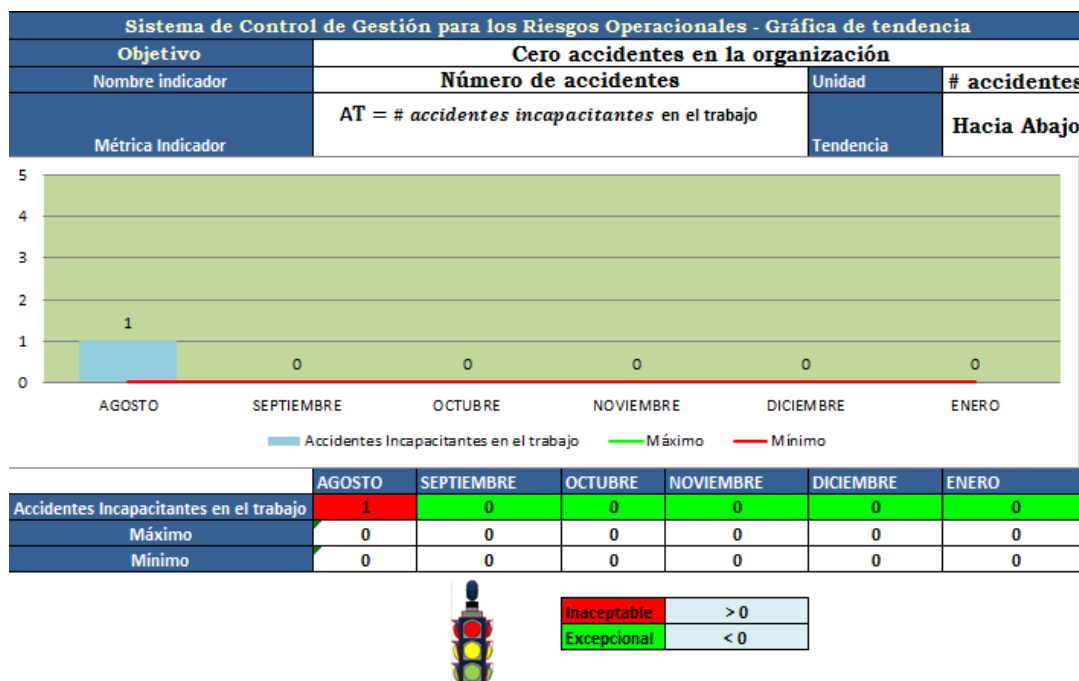 Sistema de Control de Gestión para los Riesgos Operacionales - Gráfica de tendencia
Objetivo Cero accidentes en la organización
Nombre indicador Número de accidentes Unidad # accidentes
Métrica Indicador AT = # accidentes incapacitantes en el trabajo Tendencia Hacia Abajo
5
4
3
2
1
0
1 0 0 0 0 0
AGOSTO SEPTIEMBRE OCTUBRE NOVIEMBRE DICIEMBRE ENERO
Accidentes Incapacitantes en el trabajo Máximo Mínimo
AGOSTO SEPTIEMBRE OCTUBRE NOVIEMBRE DICIEMBRE ENERO
Accidentes Incapacitantes en el trabajo 1 0 0 0 0 0
Máximo 0 0 0 0 0 0
Mínimo 0 0 0 0 0 0
Inaceptable > 0
Excepcional < 0